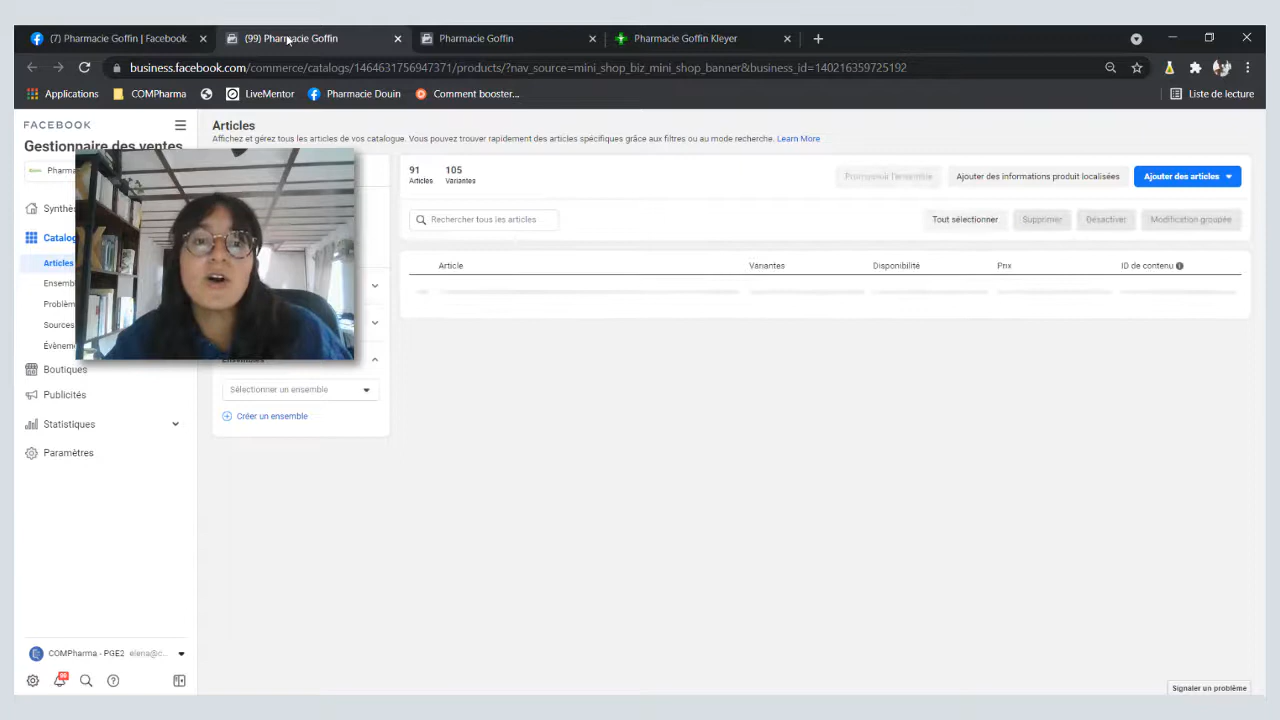 (7) Pharmacie Goffin | Facebook
(99) Pharmacie Goffin
Pharmacie Goffin
Pharmacie Goffin Kleyer
business.facebook.com/commerce/catalogs/1464631756947371/products/?nav_source=mini_shop_biz_mini_shop_banner&business_id=140216359725192
Applications
COMPharma
LiveMentor
Pharmacie Douin
Comment booster...
Liste de lecture
FACEBOOK
Gestionnaire des ventes
Pharma
Synthès
Catalog
Articles
Ensemb
Problèm
Sources
Évènem
Boutiques
Publicités
Statistiques
Paramètres
COMPharma - PGE2 elena@c...
Articles
Affichez et gérez tous les articles de vos catalogue. Vous pouvez trouver rapidement des articles spécifiques grâce aux filtres ou au mode recherche. Learn More
Ensembles
Sélectionner un ensemble
Créer un ensemble
91
Articles
105
Variantes
Promouvoir l'ensemble
Ajouter des informations produit localisées
Ajouter des articles
Rechercher tous les articles
Tout sélectionner
Supprimer
Désactiver
Modification groupée
Article
Variantes
Disponibilité
Prix
ID de contenu
Signaler un problème